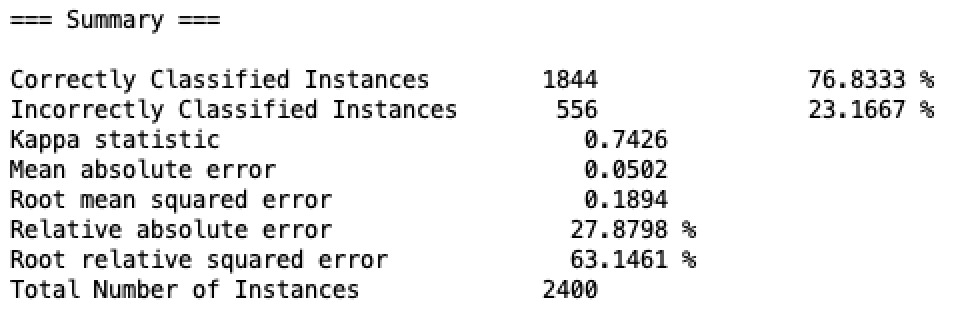 === Summary ===
Correctly Classified Instances 1844 76.8333 %
Incorrectly Classified Instances 556 23.1667 %
Kappa statistic 0.7426
Mean absolute error 0.0502
Root mean squared error 0.1894
Relative absolute error 27.8798 %
Root relative squared error 63.1461 %
Total Number of Instances 2400